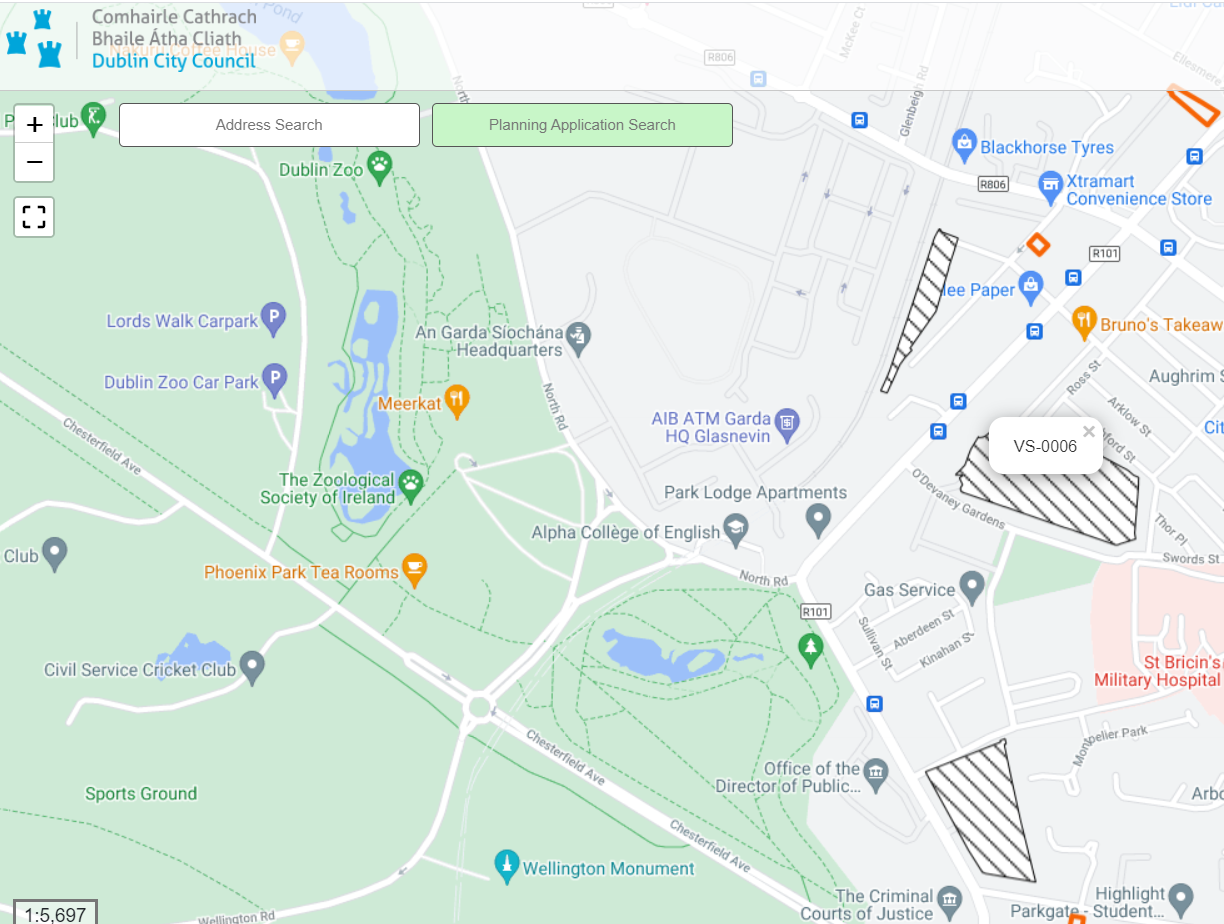 Comhairle Cathrach
Bhaile Átha Cliath
Dublin City Council
Nakuru Coffee House
McKee Ct
R806
Ellesmere
North
Glenbeigh Rd
Club
+
−
Address Search
Planning Application Search
Dublin Zoo
Blackhorse Tyres
R806
Xtramart
Convenience Store
R101
lee Paper
Lords Walk Carpark
P
An Garda Síochána
Headquarters
Bruno's Takeaw
Dublin Zoo Car Park
P
Ross St
Aughrim S
Meerkat
North Rd
AIB ATM Garda
HQ Glasnevin
Arklow St
Cit
Chesterfield Ave
VS-0006
×
ford St
The Zoological
Society of Ireland
Park Lodge Apartments
O'Devaney Gardens
Alpha Collège of English
Thor Pl
Club
Swords St
Phoenix Park Tea Rooms
North Rd
Gas Service
R101
Aberdeen St
Sullivan St
Kinahan St
Civil Service Cricket Club
St Bricin's
Military Hospital
Montpelier Park
Chesterfield Ave
Office of the
Director of Public...
Sports Ground
Arbo
Chesterfield Ave
Wellington Monument
The Criminal
Courts of Justice
Highlight
Parkgate - Student...
Wellington Rd
1:5,697